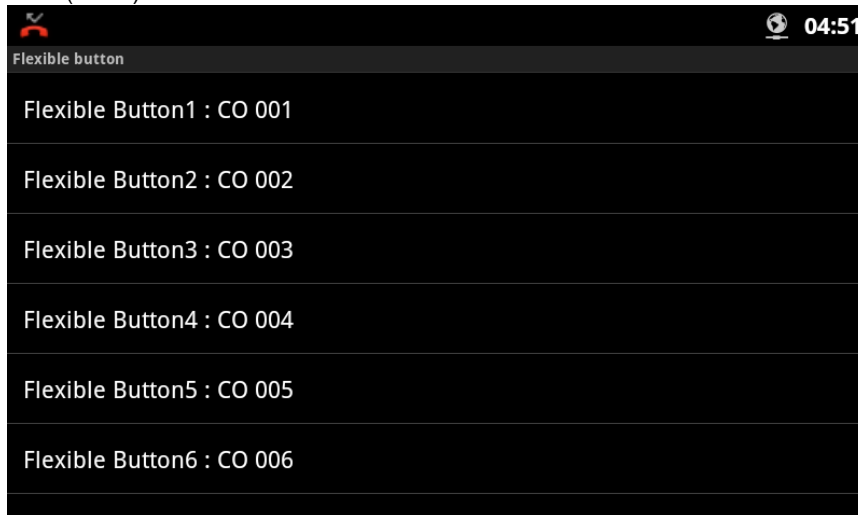 04:51
Flexible button
Flexible Button1 : CO 001
Flexible Button2 : CO 002
Flexible Button3 : CO 003
Flexible Button4 : CO 004
Flexible Button5 : CO 005
Flexible Button6 : CO 006